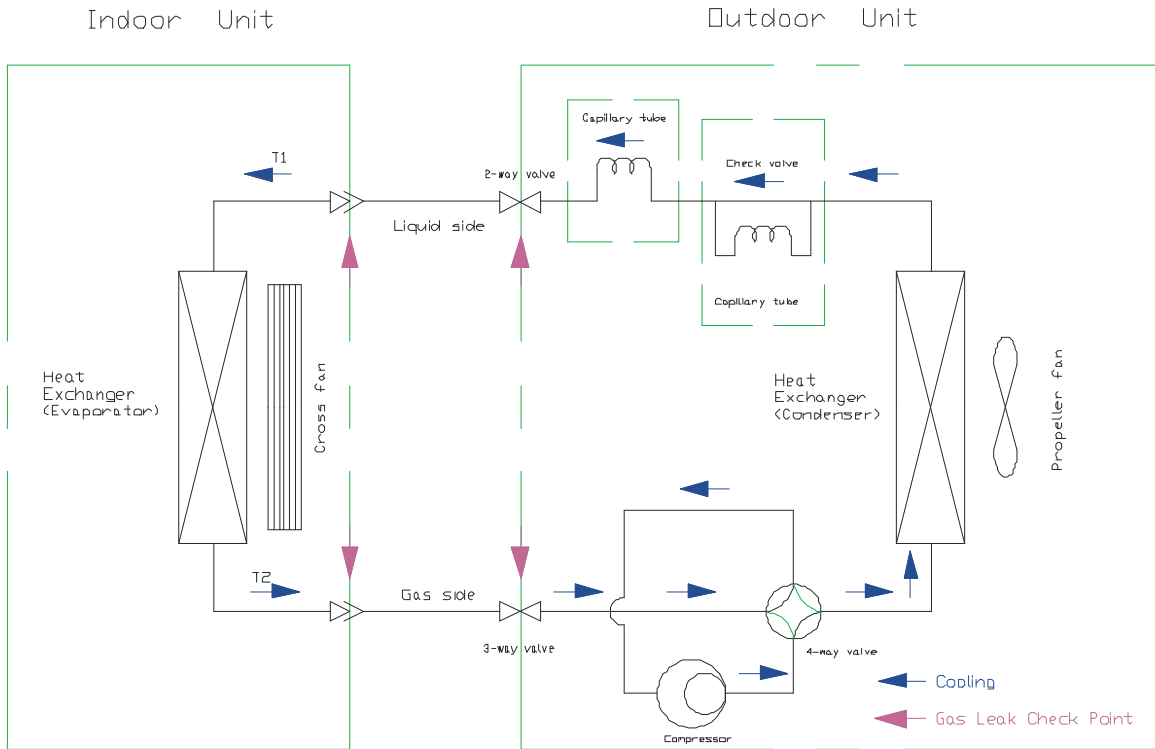 Indoor Unit
Outdoor Unit
Capillary tube
T1
Check valve
2-way valve
Liquid side
Capillary tube
Heat
Exchanger
(Evaporator)
Cross fan
Heat
Exchanger
(Condenser)
Propeller fan
T2
Gas side
3-way valve
4-way valve
Cooling
Gas Leak Check Point
Compressor